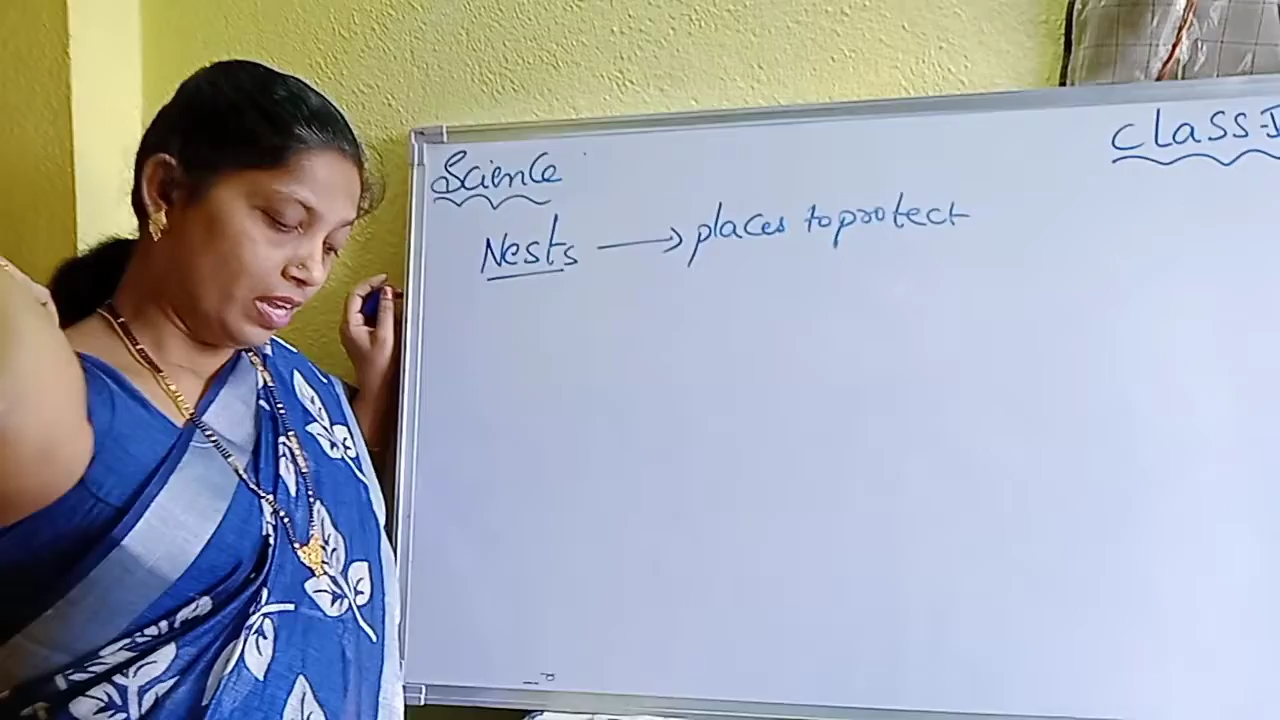 Science
class-I
Nests → places to protect